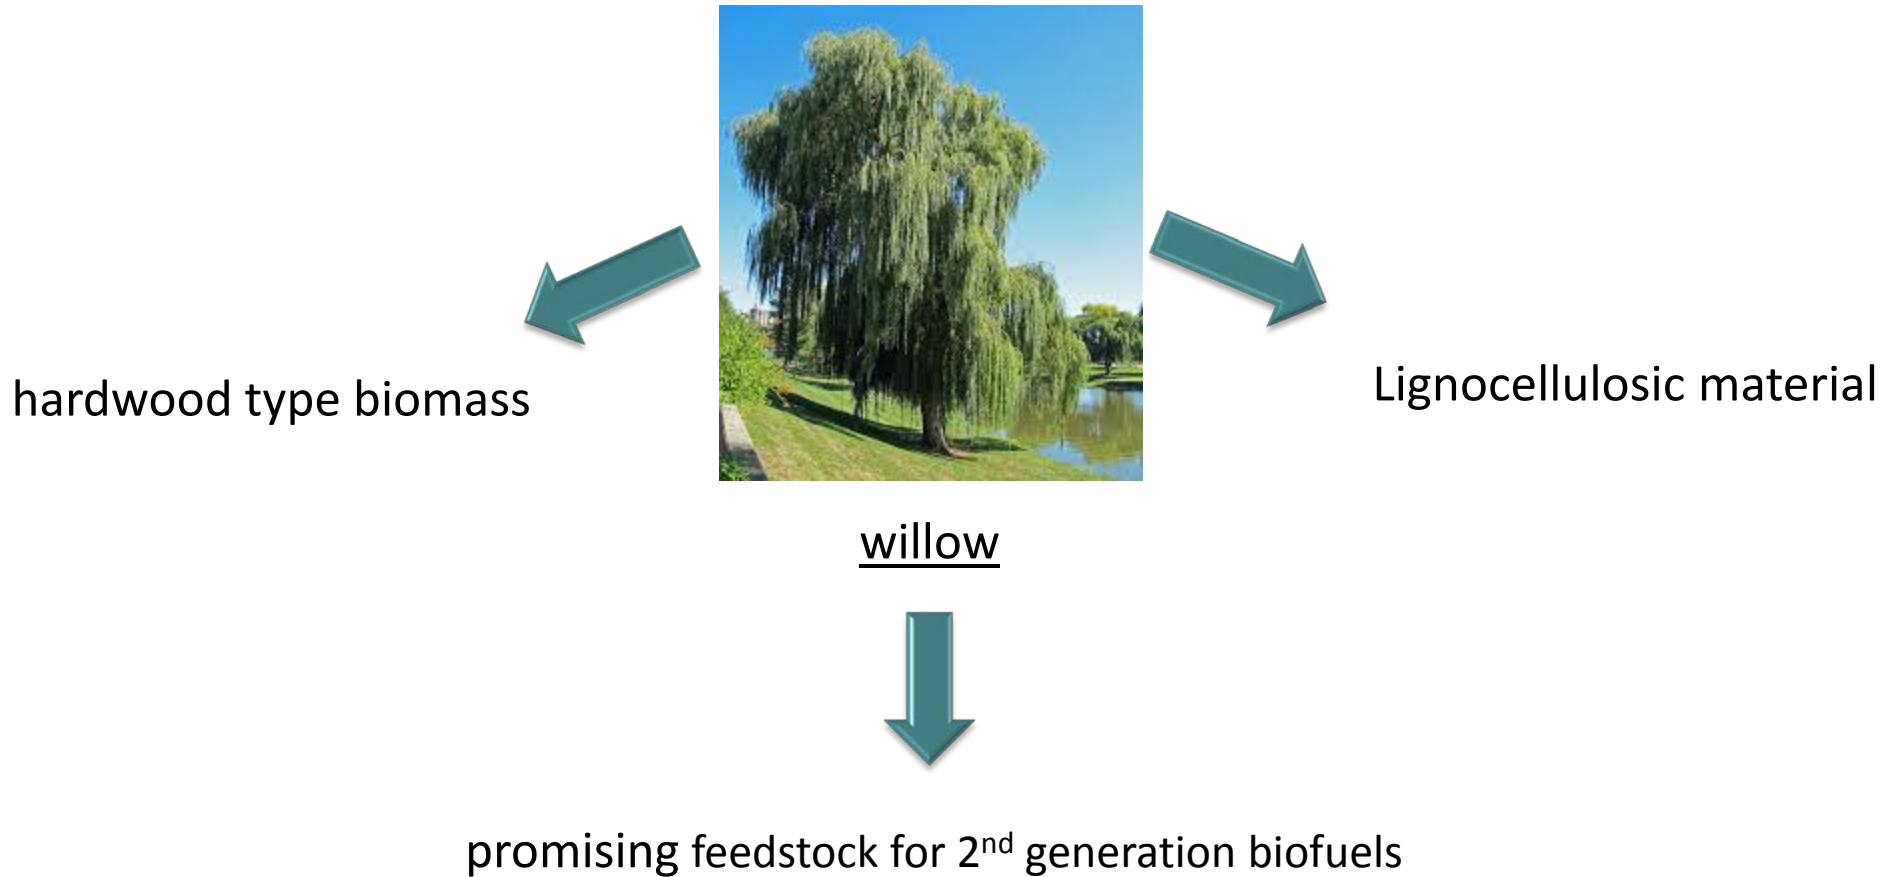 hardwood type biomass
Lignocellulosic material
willow
promising feedstock for 2nd generation biofuels